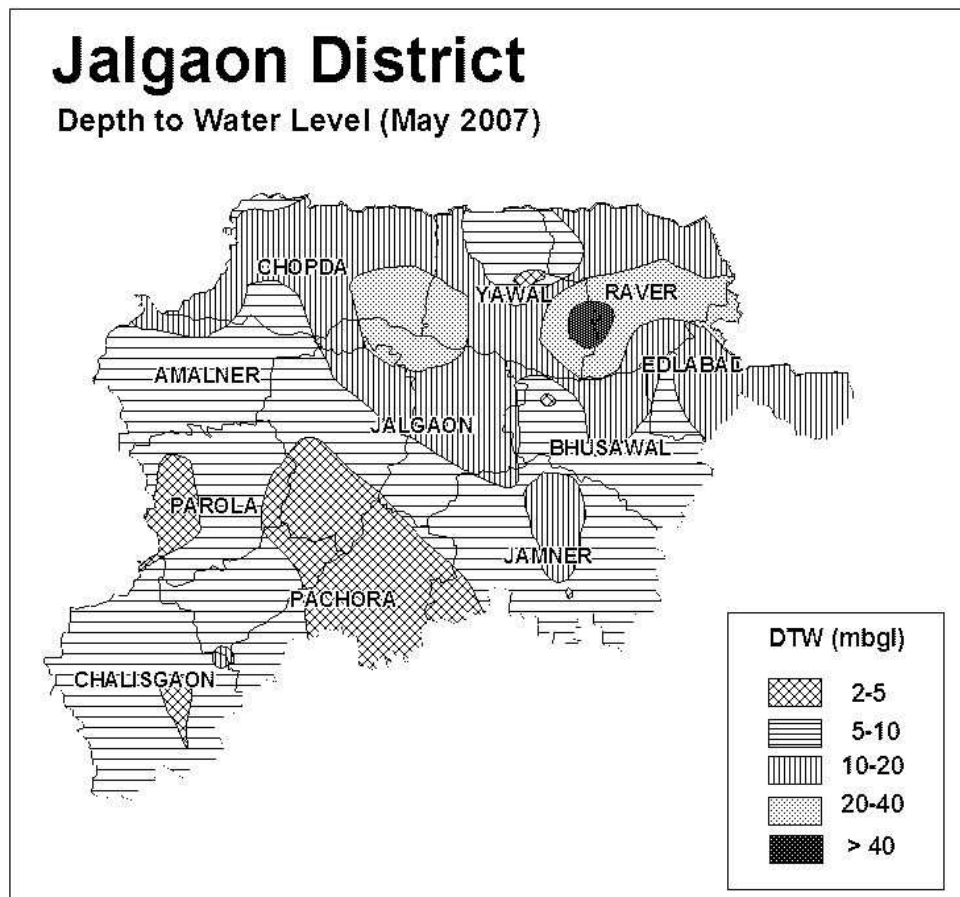 Jalgaon District
Depth to Water Level (May 2007)
CHOPDA
YAWAL
RAVER
EDLABAD
AMALNER
JALGAON
BHUSAWAL
PAROLA
JAMNER
PACHORA
CHALISGAON
DTW (mbgl)
2-5
5-10
10-20
20-40
> 40